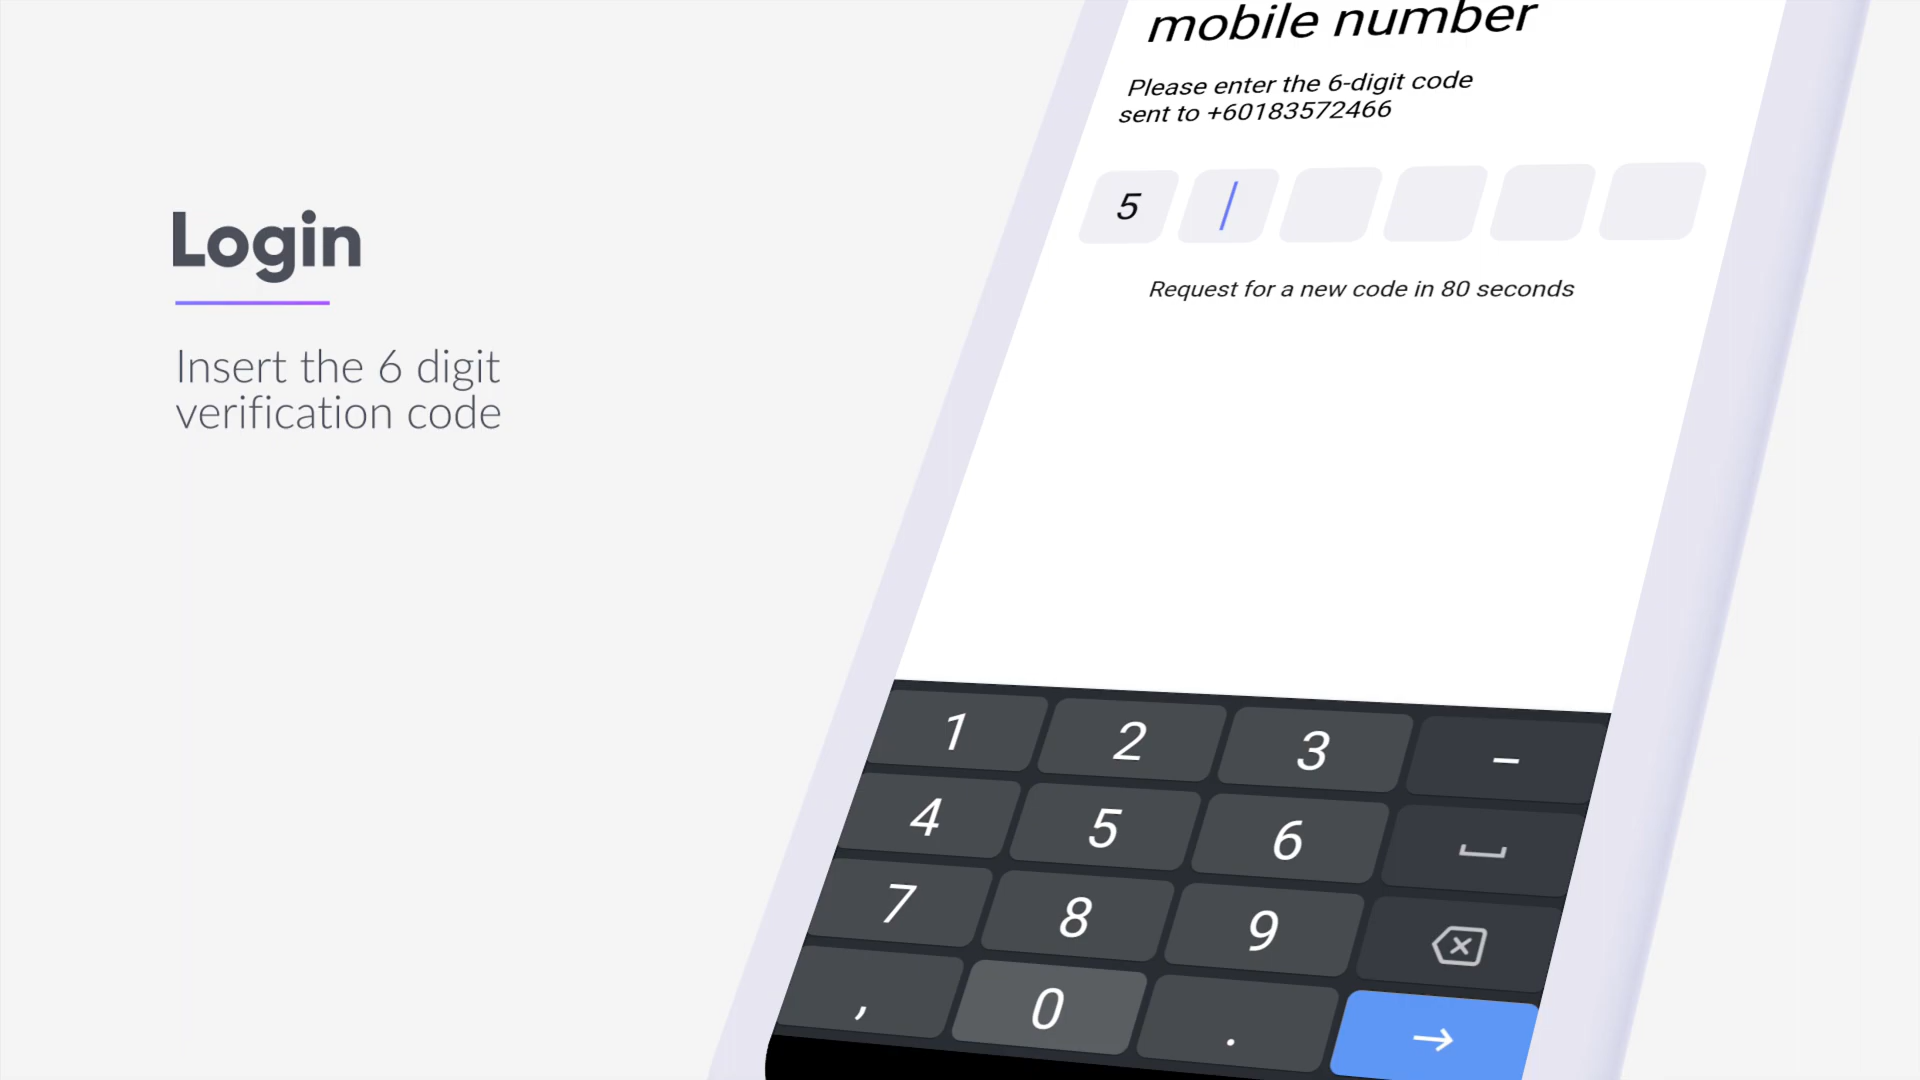 Login
Insert the 6 digit
verification code
mobile number
Please enter the 6-digit code
sent to +60183572466
5
Request for a new code in 80 seconds
1 2 3 –
4 5 6
7 8 9
, 0 . →